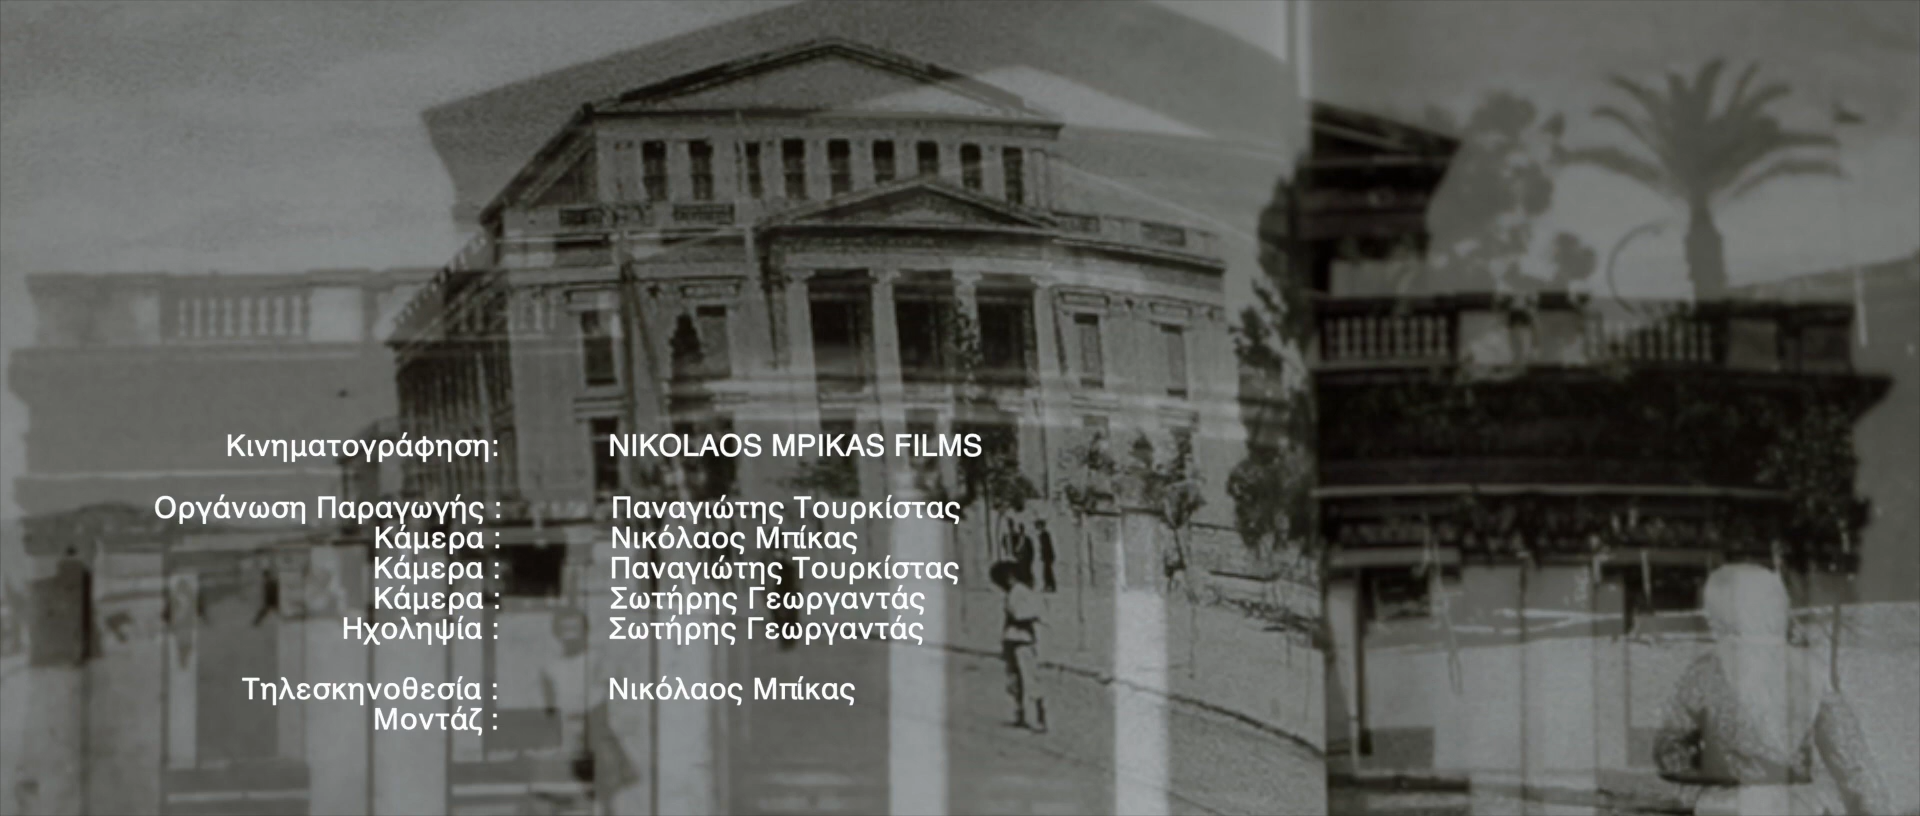 Κινηματογράφηση: NIKOLAOS MPIKAS FILMS
Οργάνωση Παραγωγής : Παναγιώτης Τουρκίστας
Κάμερα : Νικόλαος Μπίκας
Κάμερα : Παναγιώτης Τουρκίστας
Κάμερα : Σωτήρης Γεωργαντάς
Ηχοληψία : Σωτήρης Γεωργαντάς
Τηλεσκηνοθεσία : Νικόλαος Μπίκας
Μοντάζ :